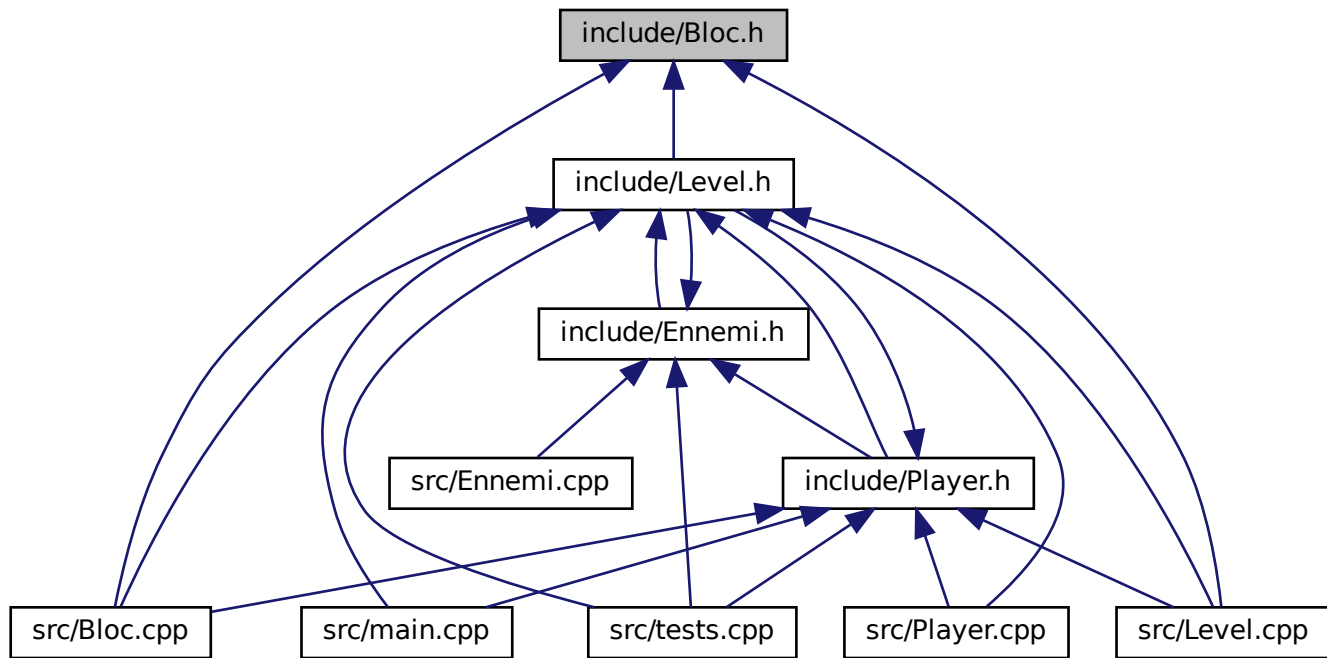 include/Bloc.h
include/Level.h
include/Ennemi.h
src/Ennemi.cpp
include/Player.h
src/Bloc.cpp
src/main.cpp
src/tests.cpp
src/Player.cpp
src/Level.cpp